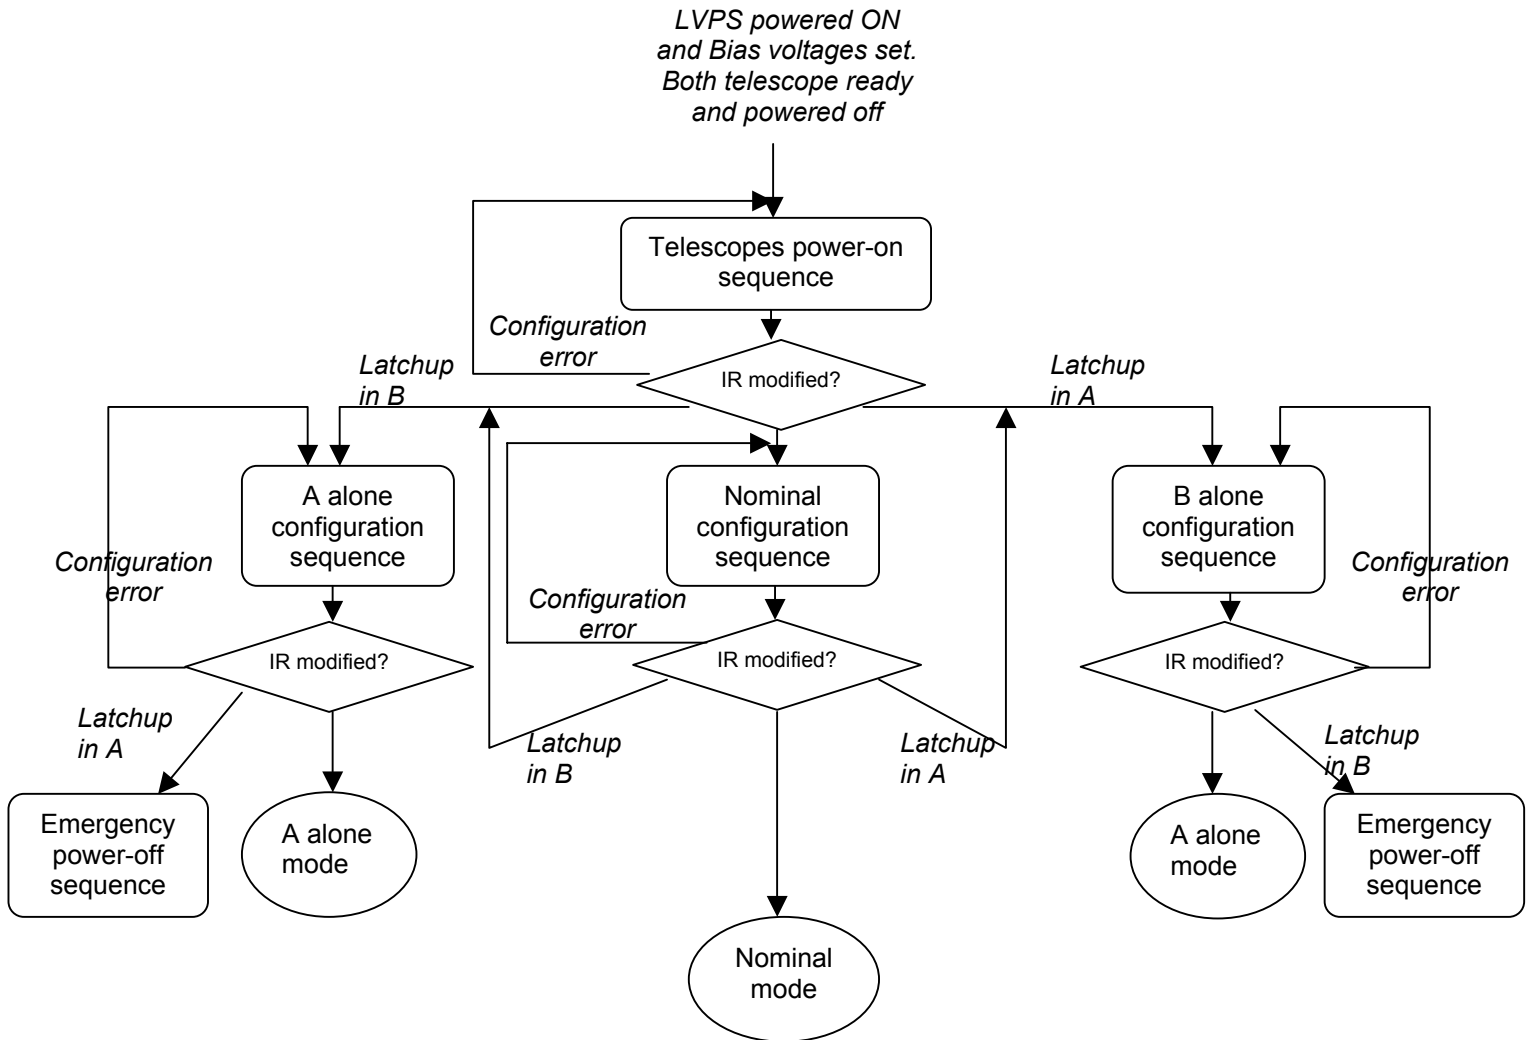 LVPS powered ON
and Bias voltages set.
Both telescope ready
and powered off
Telescopes power-on
sequence
Configuration
error
IR modified?
Latchup
in B
Latchup
in A
A alone
configuration
sequence
Nominal
configuration
sequence
B alone
configuration
sequence
Configuration
error
Configuration
error
Configuration
error
IR modified?
IR modified?
IR modified?
Latchup
in A
Latchup
in B
Latchup
in A
Latchup
in B
Emergency
power-off
sequence
A alone
mode
A alone
mode
Emergency
power-off
sequence
Nominal
mode